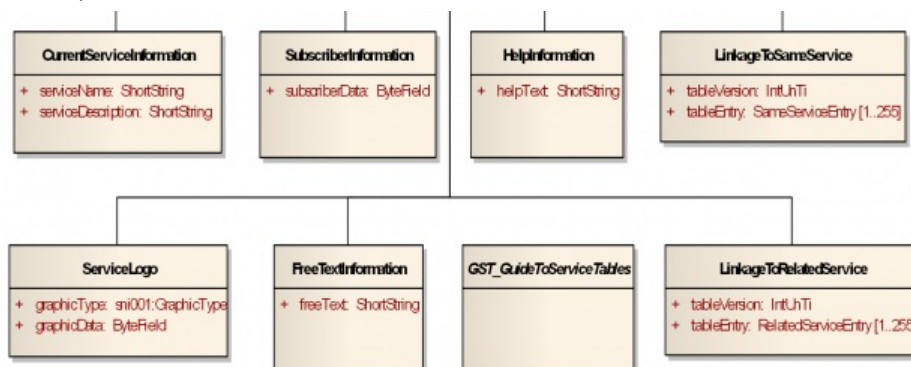 CurrentServiceInformation
+ serviceName: ShortString
+ serviceDescription: ShortString
SubscriberInformation
+ subscriberData: ByteField
HelpInformation
+ helpText: ShortString
LinkageToSameService
+ tableVersion: IntUnTi
+ tableEntry: SameServiceEntry [1..255]
ServiceLogo
+ graphicType: sni001:GraphicType
+ graphicData: ByteField
FreeTextInformation
+ freeText: ShortString
GST_GuideToServiceTables
LinkageToRelatedService
+ tableVersion: IntUnTi
+ tableEntry: RelatedServiceEntry [1..255